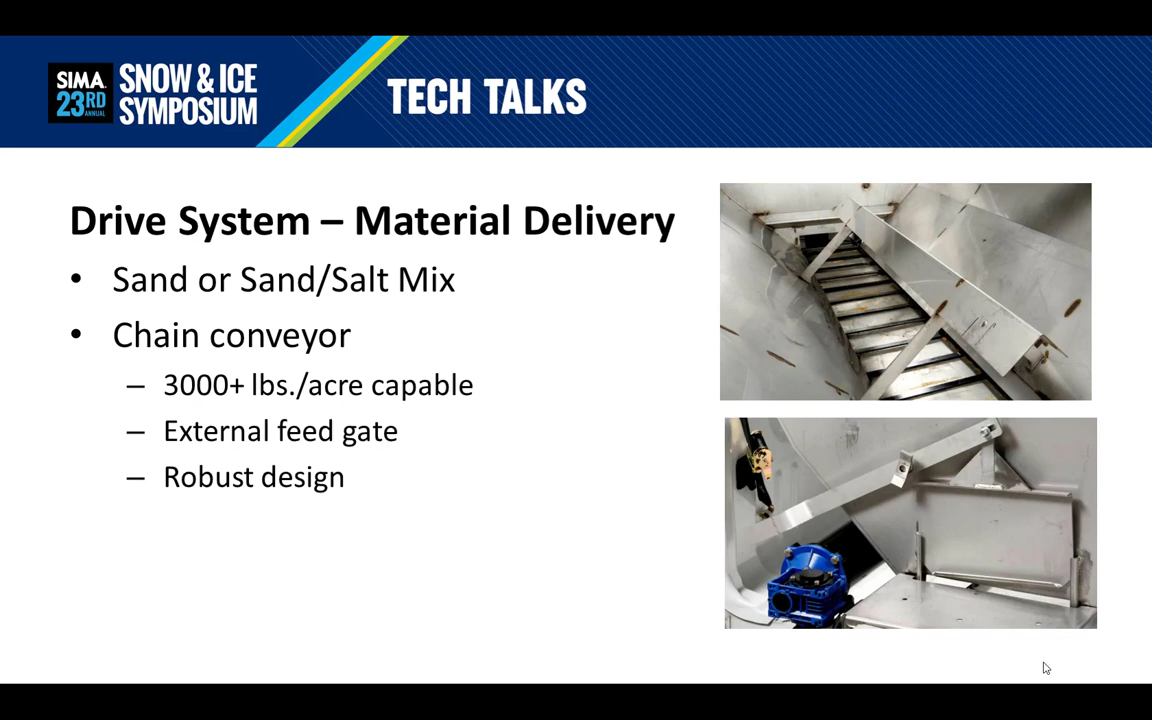 SIMA
23RD
ANNUAL
SNOW & ICE
SYMPOSIUM
TECH TALKS
Drive System – Material Delivery
• Sand or Sand/Salt Mix
• Chain conveyor
– 3000+ lbs./acre capable
– External feed gate
– Robust design